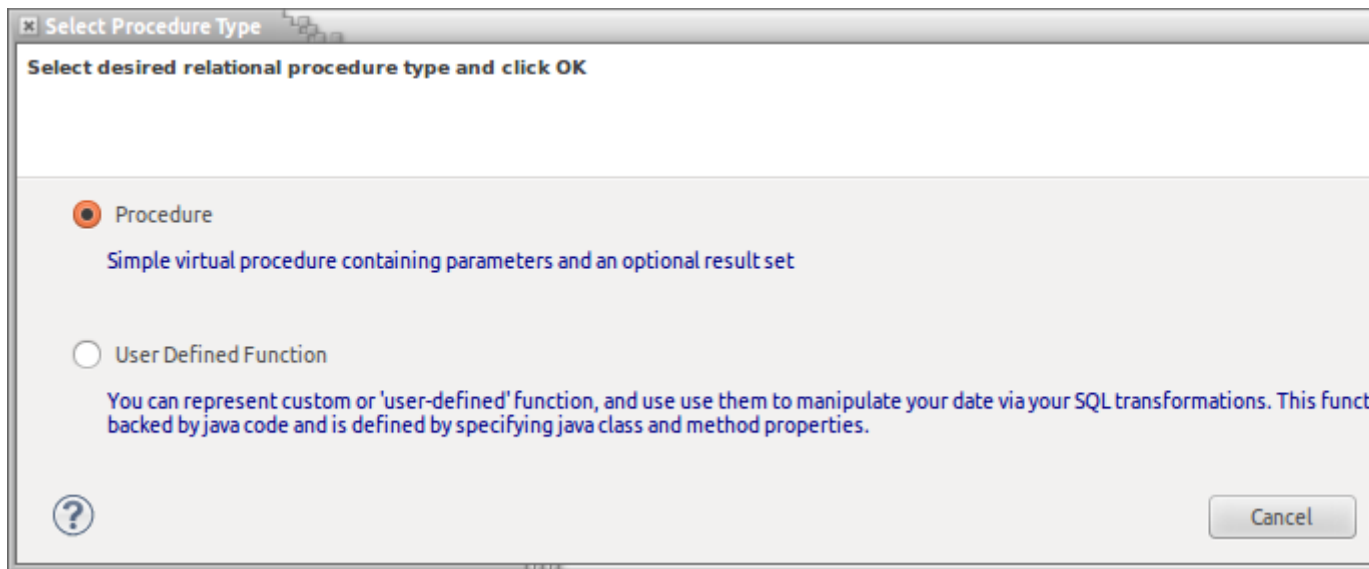 Select Procedure Type
Select desired relational procedure type and click OK
Procedure
Simple virtual procedure containing parameters and an optional result set
User Defined Function
You can represent custom or 'user-defined' function, and use use them to manipulate your date via your SQL transformations. This funct
backed by java code and is defined by specifying java class and method properties.
?
Cancel